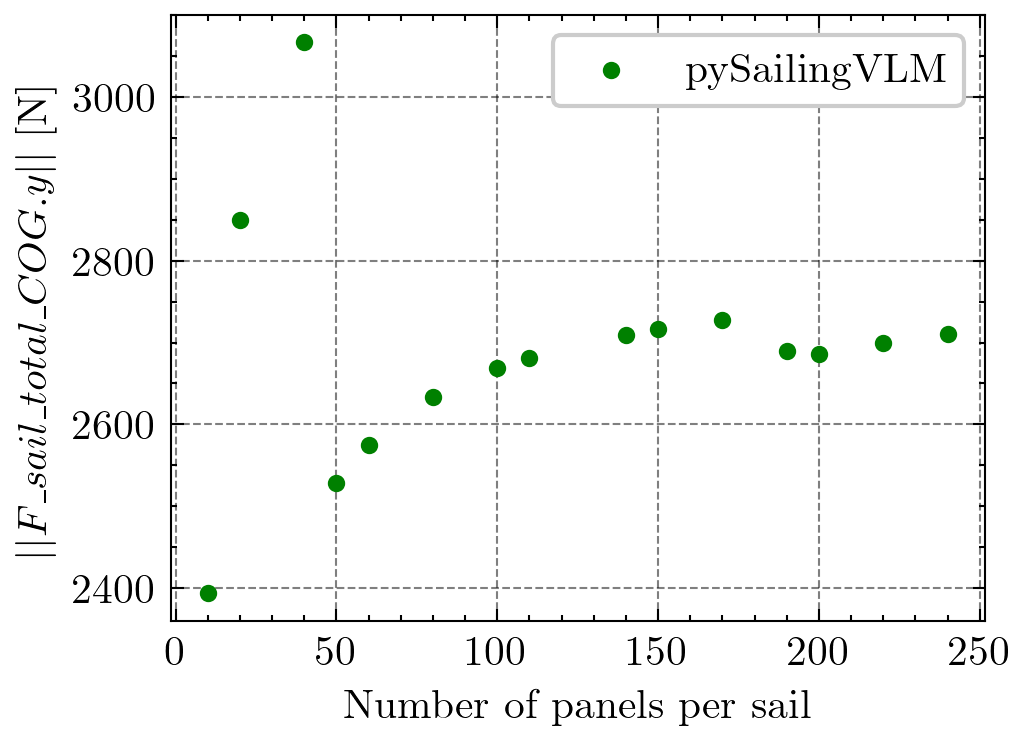 pySailingVLM
3000
2800
2600
2400
||F_sail_total_COG.y|| [N]
0 50 100 150 200 250
Number of panels per sail